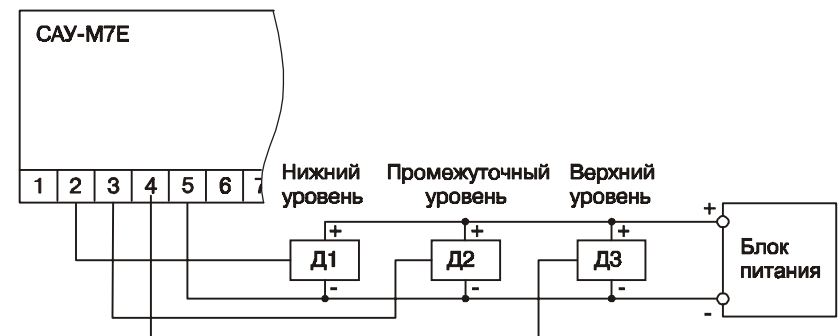 САУ-М7Е
1 2 3 4 5 6 7
Нижний
уровень
Промежуточный
уровень
Верхний
уровень
+ + + +
Д1 Д2 Д3
Блок
питания
- - - -